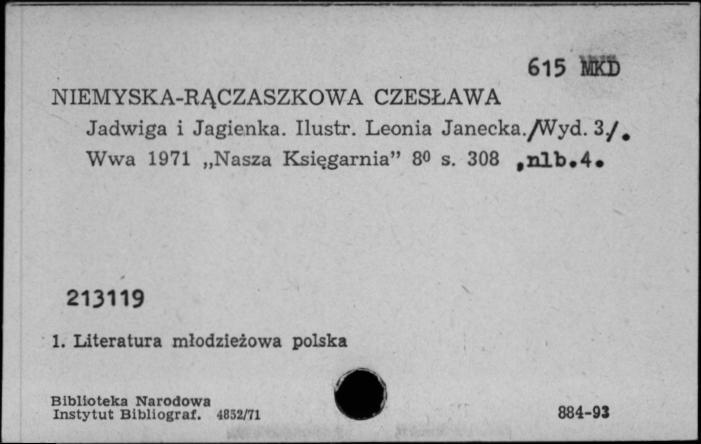 615 MKD
NIEMYSKA-RĄCZASZKOWA CZESŁAWA
Jadwiga i Jagienka. Ilustr. Leonia Janecka./Wyd. 3/.
Wwa 1971 „Nasza Księgarnia” 8⁰ s. 308 ,nlb.4.
213119
1. Literatura młodzieżowa polska
Biblioteka Narodowa
Instytut Bibliograf. 4852/71
884-93